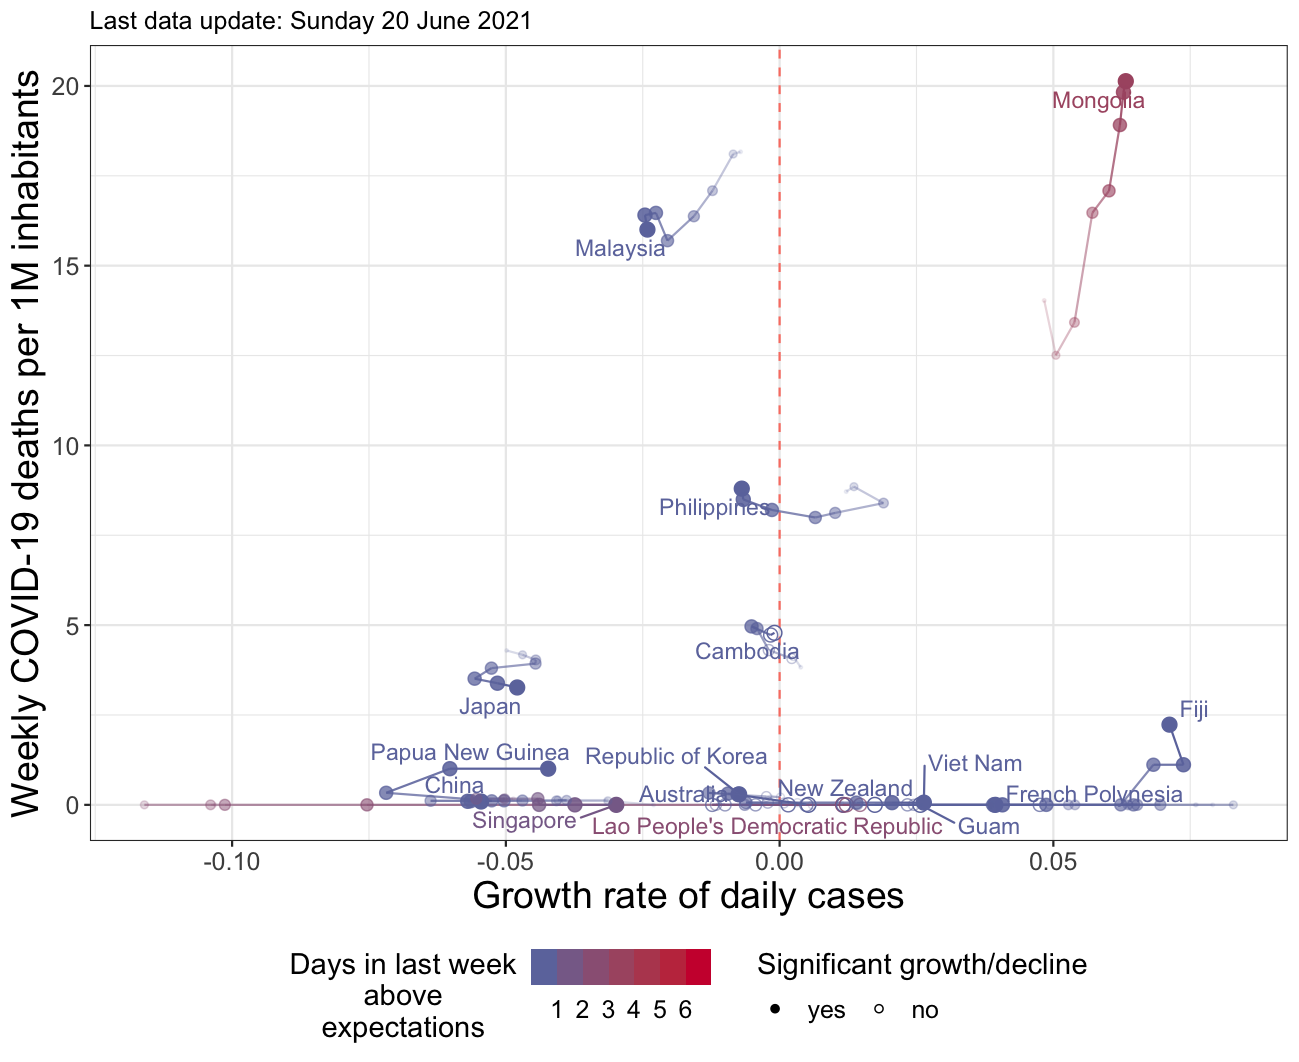 Last data update: Sunday 20 June 2021
Weekly COVID-19 deaths per 1M inhabitants
20
15
10
5
0
Mongolia
Malaysia
Philippines
Cambodia
Japan
Fiji
Papua New Guinea
Republic of Korea
Viet Nam
China
Australia
New Zealand
French Polynesia
Singapore
Lao People's Democratic Republic
Guam
-0.10
-0.05
0.00
0.05
Growth rate of daily cases
Days in last week
above
expectations
1 2 3 4 5 6
Significant growth/decline
yes
no